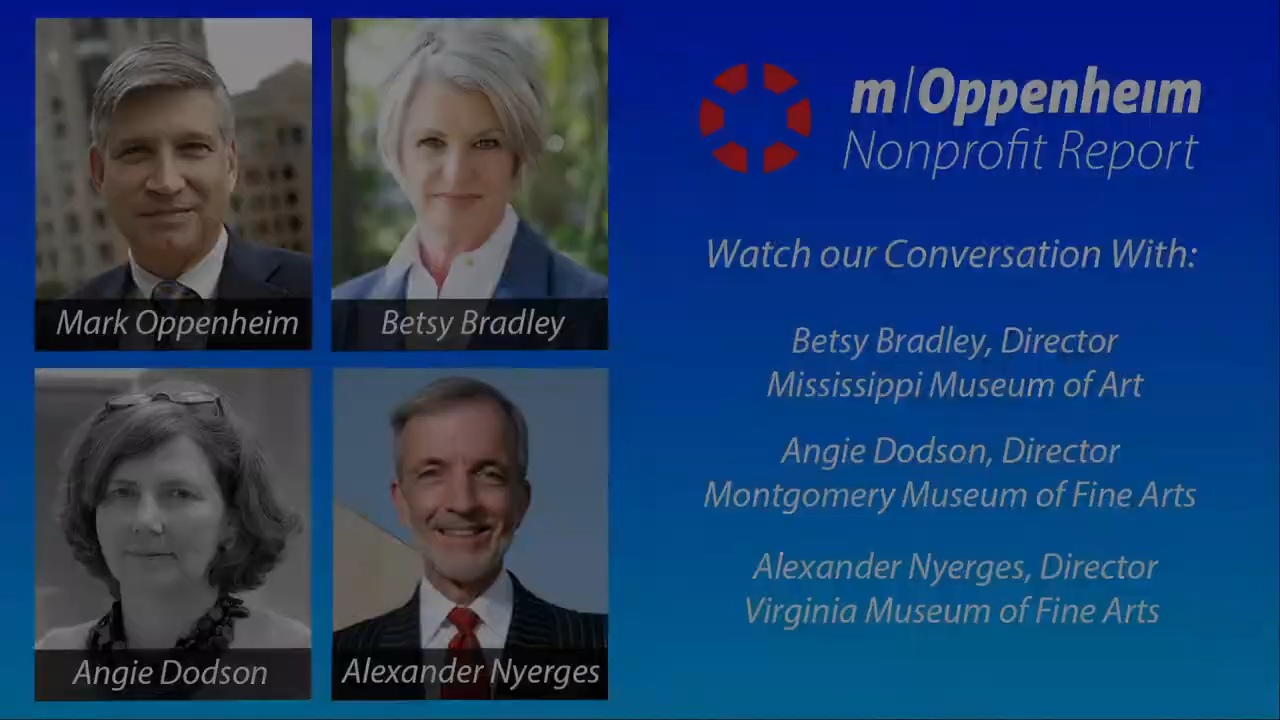 Mark Oppenheim
Betsy Bradley
Angie Dodson
Alexander Nyerges
m/Oppenheim
Nonprofit Report
Watch our Conversation With:
Betsy Bradley, Director
Mississippi Museum of Art
Angie Dodson, Director
Montgomery Museum of Fine Arts
Alexander Nyerges, Director
Virginia Museum of Fine Arts